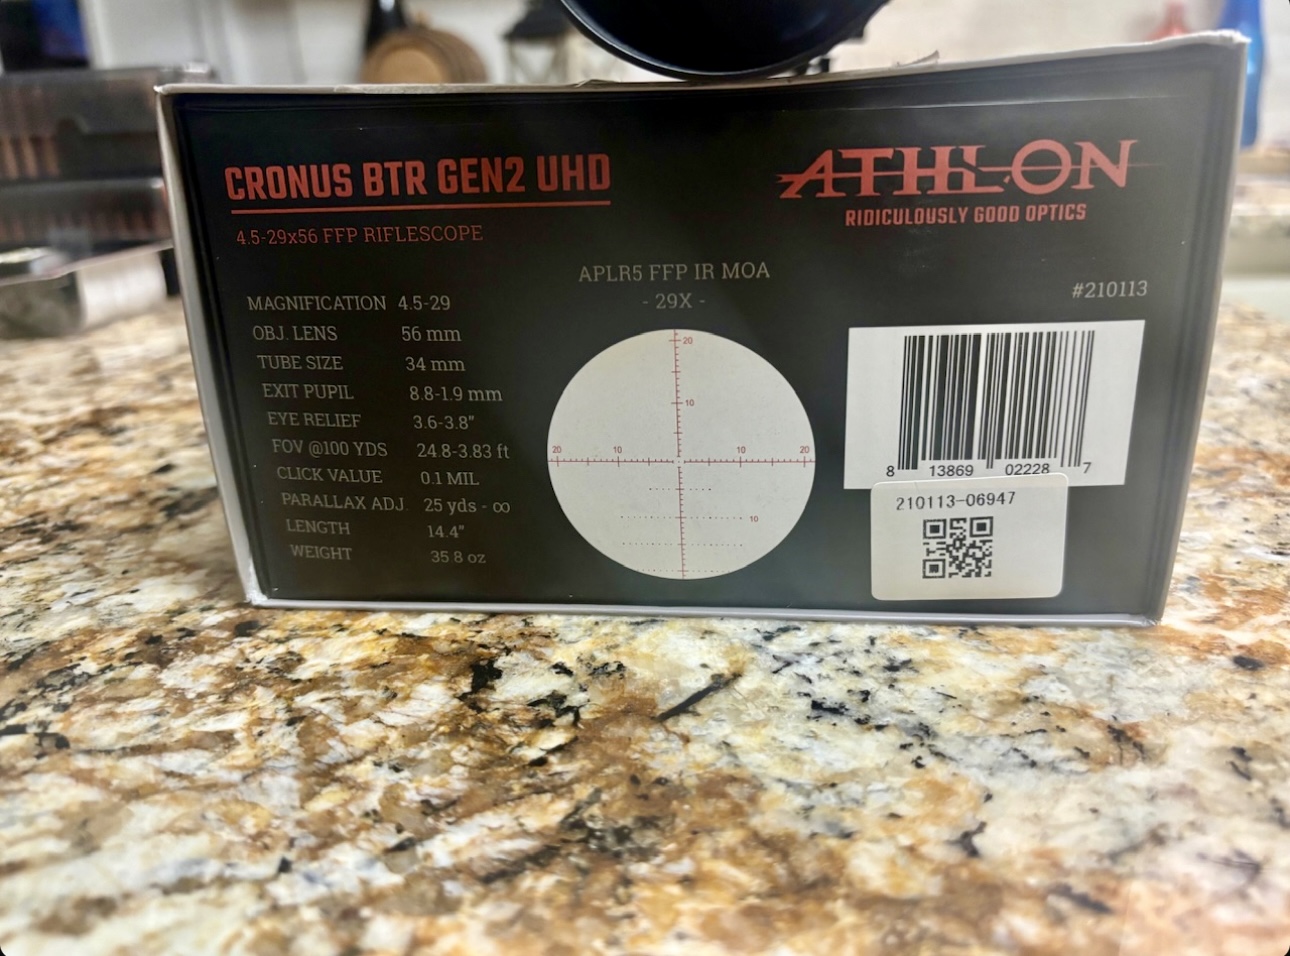 CRONUS BTR GEN2 UHD
4.5-29x56 FFP RIFLESCOPE
MAGNIFICATION 4.5-29
OBJ. LENS 56 mm
TUBE SIZE 34 mm
EXIT PUPIL 8.8-1.9 mm
EYE RELIEF 3.6-3.8"
FOV @100 YDS 24.8-3.83 ft
CLICK VALUE 0.1 MIL
PARALLAX ADJ. 25 yds - ∞
LENGTH 14.4"
WEIGHT 35.8 oz
APLR5 FFP IR MOA
- 29X -
20
10
20 10 10 20
10
ATHLON
RIDICULOUSLY GOOD OPTICS
#210113
8 13869 02228 7
210113-06947